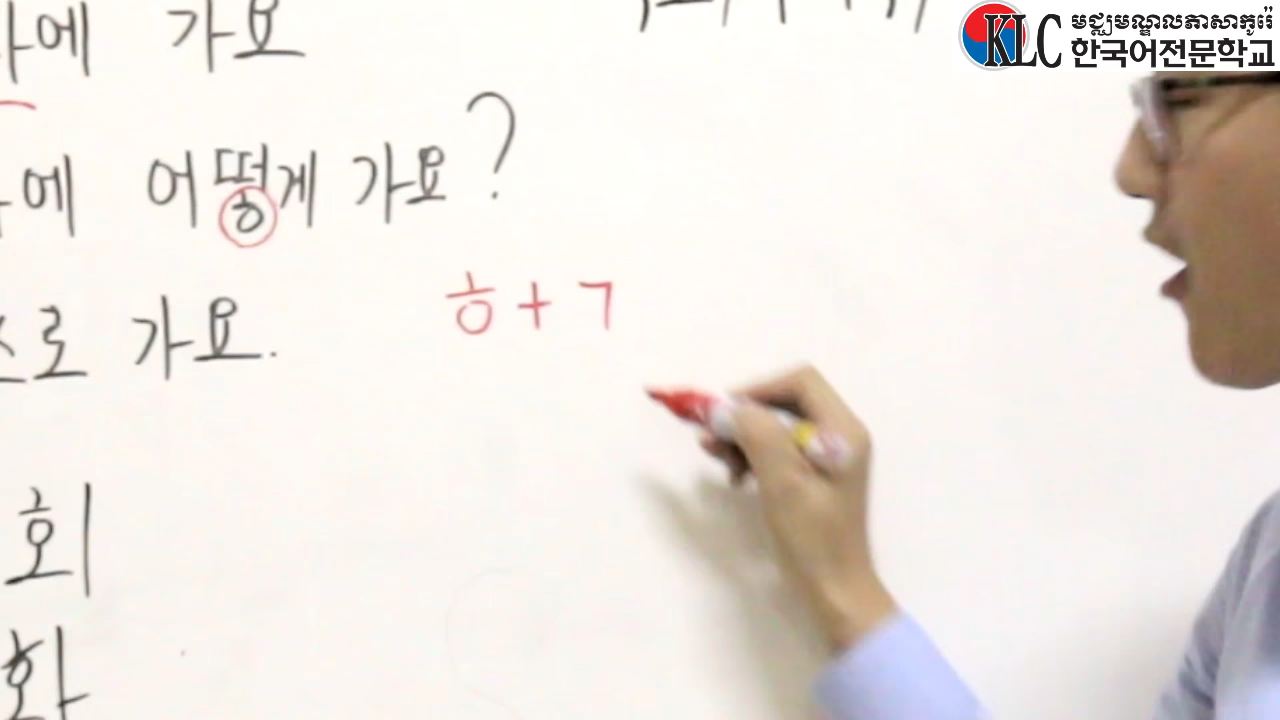 KLC មជ្ឈមណ្ឌលភាសាកូរ៉េ
한국어전문학교
에 가요
에 어떻게 가요?
로 가요.
ㅎ + ㄱ
회
화